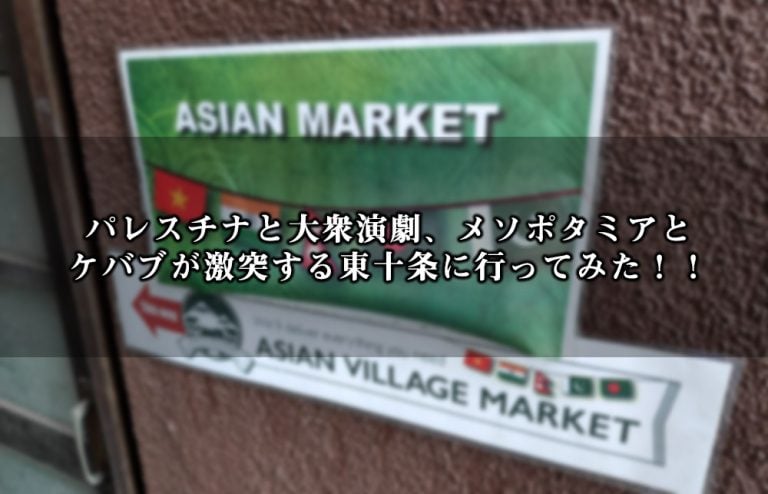 ASIAN MARKET
パレスチナと大衆演劇、メソポタミアと
ケバブが激突する東十条に行ってみた！！
ASIAN VILLAGE MARKET